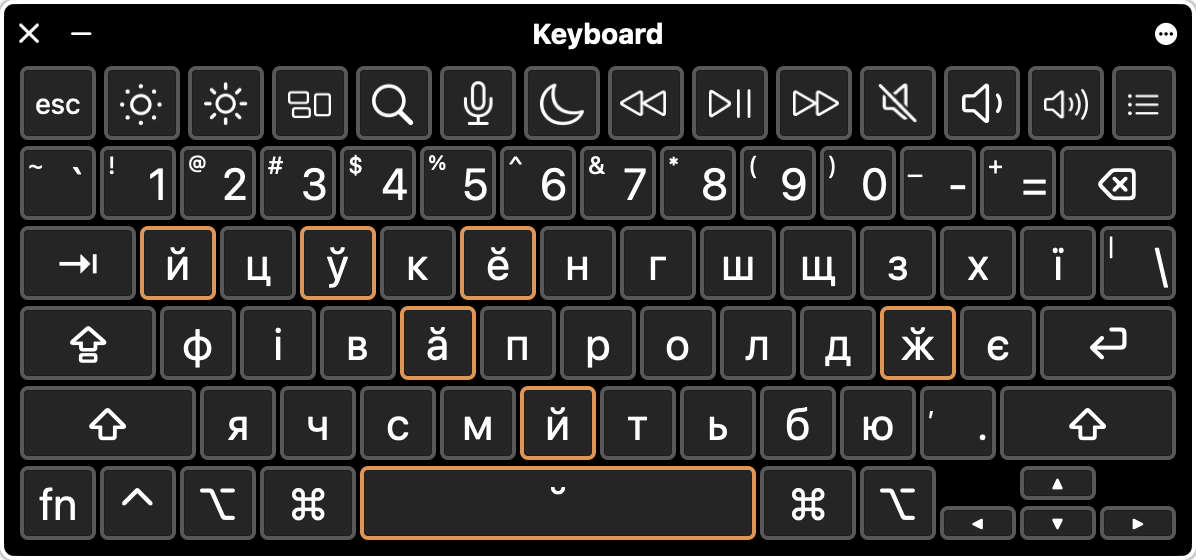 Keyboard
esc
~ ` ! 1 @ 2 # 3 $ 4 % 5 ^ 6 & 7 * 8 ( 9 ) 0 _ - + =
й ц ў к ӗ н г ш щ з х ї | \
ф і в ӑ п р о л д ӂ є
я ч с м й т ь б ю ʼ .
fn ^ ⌥ ⌘ ˘ ⌘ ⌥